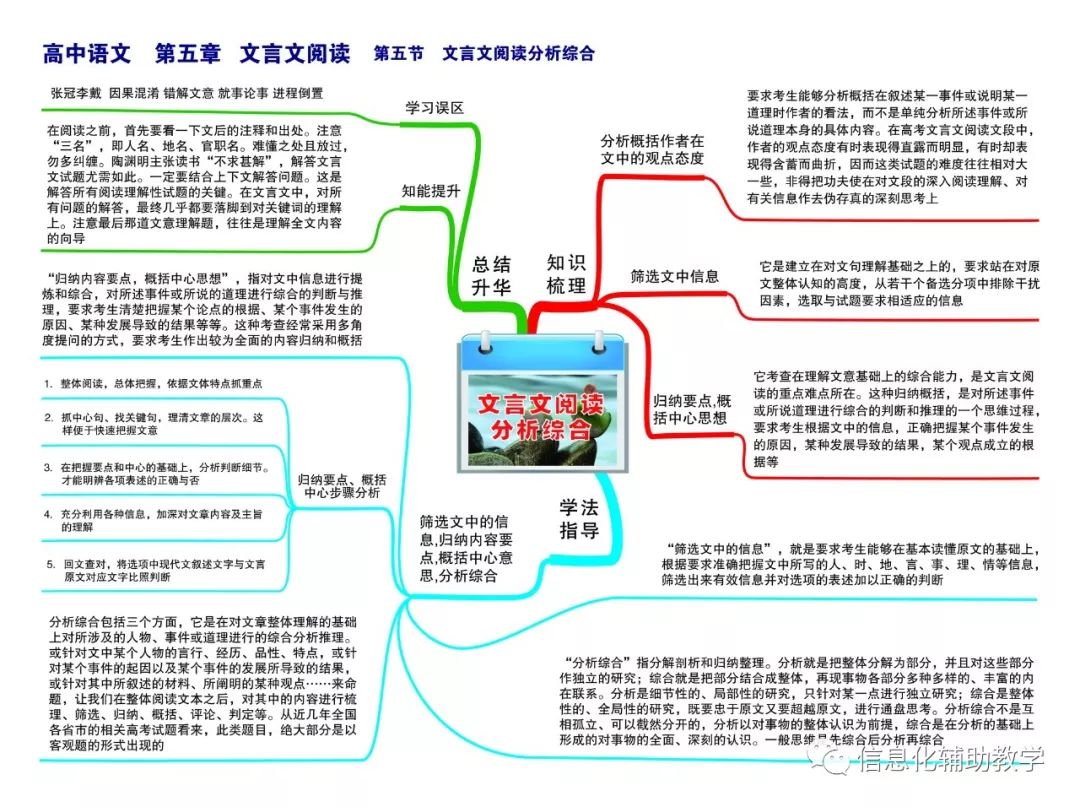 高中语文 第五章 文言文阅读 第五节 文言文阅读分析综合
张冠李戴 因果混淆 错解文意 就事论事 进程倒置
学习误区
在阅读之前，首先要看一下文后的注释和出处。注意
“三名”，即人名、地名、官职名。难懂之处且放过，
勿多纠缠。陶渊明主张读书“不求甚解”，解答文言
文试题尤需如此。一定要结合上下文解答问题。这是
解答所有阅读理解性试题的关键。在文言文中，对所
有问题的解答，最终几乎都要落脚到对关键词的理解
上。注意最后那道文意理解题，往往是理解全文内容
的向导
知能提升
总结
升华
知识
梳理
分析概括作者在
文中的观点态度
要求考生能够分析概括在叙述某一事件或说明某一
道理时作者的看法，而不是单纯分析所述事件或所
说道理本身的具体内容。在高考文言文阅读文段中，
作者的观点态度有时表现得直露而明显，有时却表
现得含蓄而曲折，因而这类试题的难度往往相对大
一些，非得把功夫使在对文段的深入阅读理解、对
有关信息作去伪存真的深刻思考上
筛选文中信息
它是建立在对文句理解基础之上的，要求站在对原
文整体认知的高度，从若干个备选分项中排除干扰
因素，选取与试题要求相适应的信息
归纳要点,概
括中心思想
它考查在理解文意基础上的综合能力，是文言文阅
读的重点难点所在。这种归纳概括，是对所述事件
或所说道理进行综合的判断和推理的一个思维过程，
要求考生根据文中的信息，正确把握某个事件发生
的原因，某种发展导致的结果，某个观点成立的根
据等
文言文阅读
分析综合
“归纳内容要点，概括中心思想”，指对文中信息进行提
炼和综合，对所述事件或所说的道理进行综合的判断与推
理，要求考生清楚把握某个论点的根据、某个事件发生的
原因、某种发展导致的结果等等。这种考查经常采用多角
度提问的方式，要求考生作出较为全面的内容归纳和概括
1. 整体阅读，总体把握，依据文体特点抓重点
2. 抓中心句、找关键句，理清文章的层次。这
样便于快速把握文意
3. 在把握要点和中心的基础上，分析判断细节。
才能明辨各项表述的正确与否
4. 充分利用各种信息，加深对文章内容及主旨
的理解
5. 回文查对，将选项中现代文叙述文字与文言
原文对应文字比照判断
归纳要点、概括
中心步骤分析
筛选文中的信
息,归纳内容要
点,概括中心意
思,分析综合
学法
指导
“筛选文中的信息”，就是要求考生能够在基本读懂原文的基础上，
根据要求准确把握文中所写的人、时、地、言、事、理、情等信息，
筛选出来有效信息并对选项的表述加以正确的判断
分析综合包括三个方面，它是在对文章整体理解的基础
上对所涉及的人物、事件或道理进行的综合分析推理。
或针对文中某个人物的言行、经历、品性、特点，或针
对某个事件的起因以及某个事件的发展所导致的结果，
或针对其中所叙述的材料、所阐明的某种观点……来命
题，让我们在整体阅读文本之后，对其中的内容进行梳
理、筛选、归纳、概括、评论、判定等。从近几年全国
各省市的相关高考试题看来，此类题目，绝大部分是以
客观题的形式出现的
“分析综合”指分解剖析和归纳整理。分析就是把整体分解为部分，并且对这些部分
作独立的研究；综合就是把部分结合成整体，再现事物各部分多种多样的、丰富的内
在联系。分析是细节性的、局部性的研究，只针对某一点进行独立研究；综合是整体
性的、全局性的研究，既要忠于原文又要超越原文，进行通盘思考。分析综合不是互
相孤立、可以截然分开的，分析以对事物的整体认识为前提，综合是在分析的基础上
形成的对事物的全面、深刻的认识。一般思维是先综合后分析再综合
信息化辅助教学